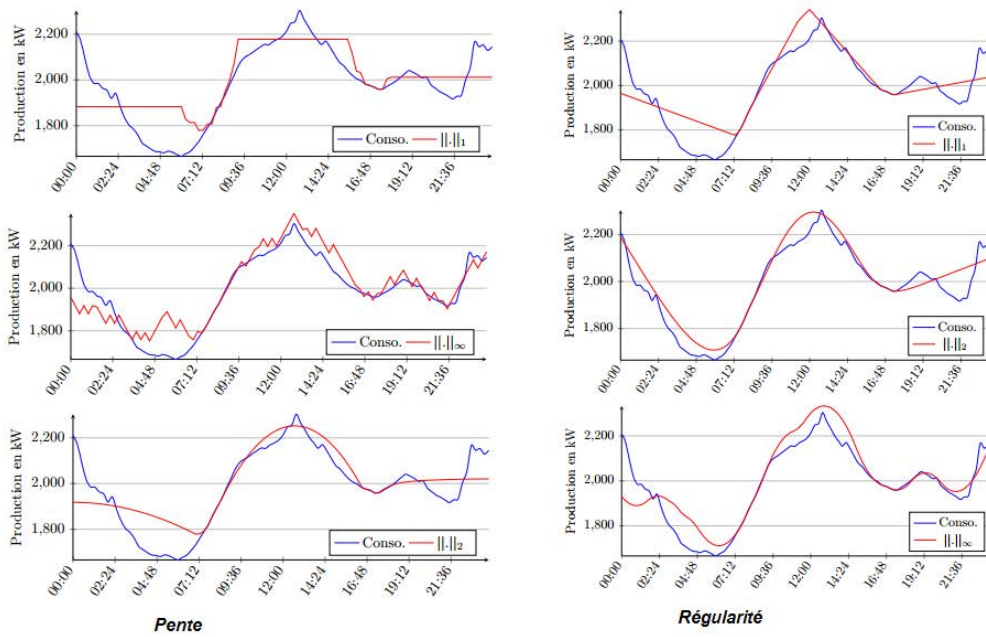 Production en kW
2,200
2,000
1,800
Conso. ||.||₁
00:00 02:24 04:48 07:12 09:36 12:00 14:24 16:48 19:12 21:36
Production en kW
2,200
2,000
1,800
Conso.
||.||₁
00:00 02:24 04:48 07:12 09:36 12:00 14:24 16:48 19:12 21:36
Production en kW
2,200
2,000
1,800
Conso. ||.||∞
00:00 02:24 04:48 07:12 09:36 12:00 14:24 16:48 19:12 21:36
Production en kW
2,200
2,000
1,800
Conso.
||.||₂
00:00 02:24 04:48 07:12 09:36 12:00 14:24 16:48 19:12 21:36
Production en kW
2,200
2,000
1,800
Conso. ||.||₂
00:00 02:24 04:48 07:12 09:36 12:00 14:24 16:48 19:12 21:36
Production en kW
2,200
2,000
1,800
Conso.
||.||∞
00:00 02:24 04:48 07:12 09:36 12:00 14:24 16:48 19:12 21:36
Pente
Régularité